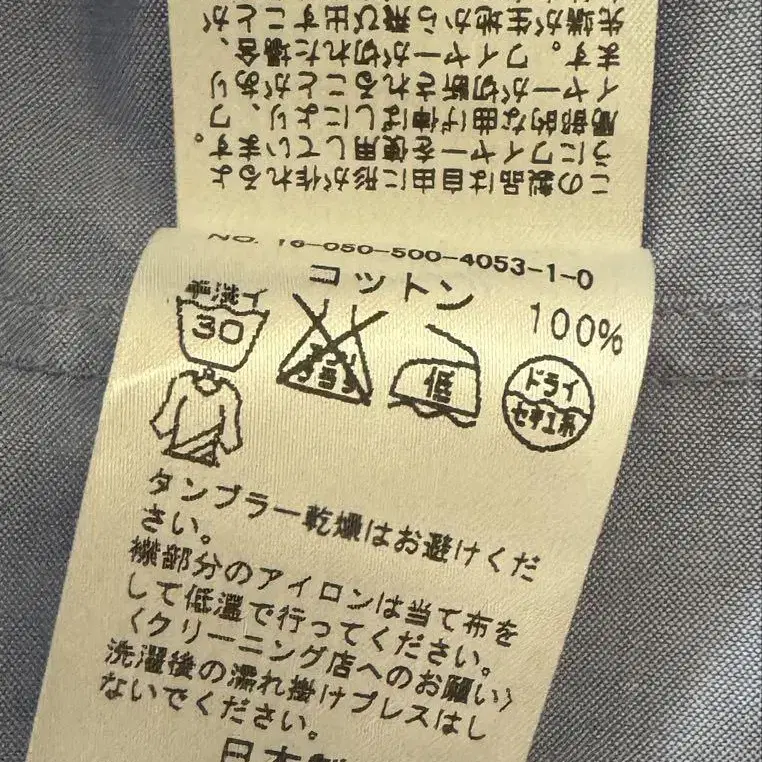 この製品は自由に形が作れるよ
うにワイヤーを使用しています。
局部的な曲げ伸ばしにより、ワ
イヤーが切断されることがあり
ます。ワイヤーが切れた場合、
先端が生地から飛び出すことが
NO. 16-050-500-4053-1-0
コットン 100%
手洗イ
30
エンソ
サラシ
低
ドライ
セキユ系
タンブラー乾燥はお避けくだ
さい。
襟部分のアイロンは当て布を
して低温で行ってください。
〈クリーニング店へのお願い〉
洗濯後の濡れ掛けプレスはし
ないでください。
日本製